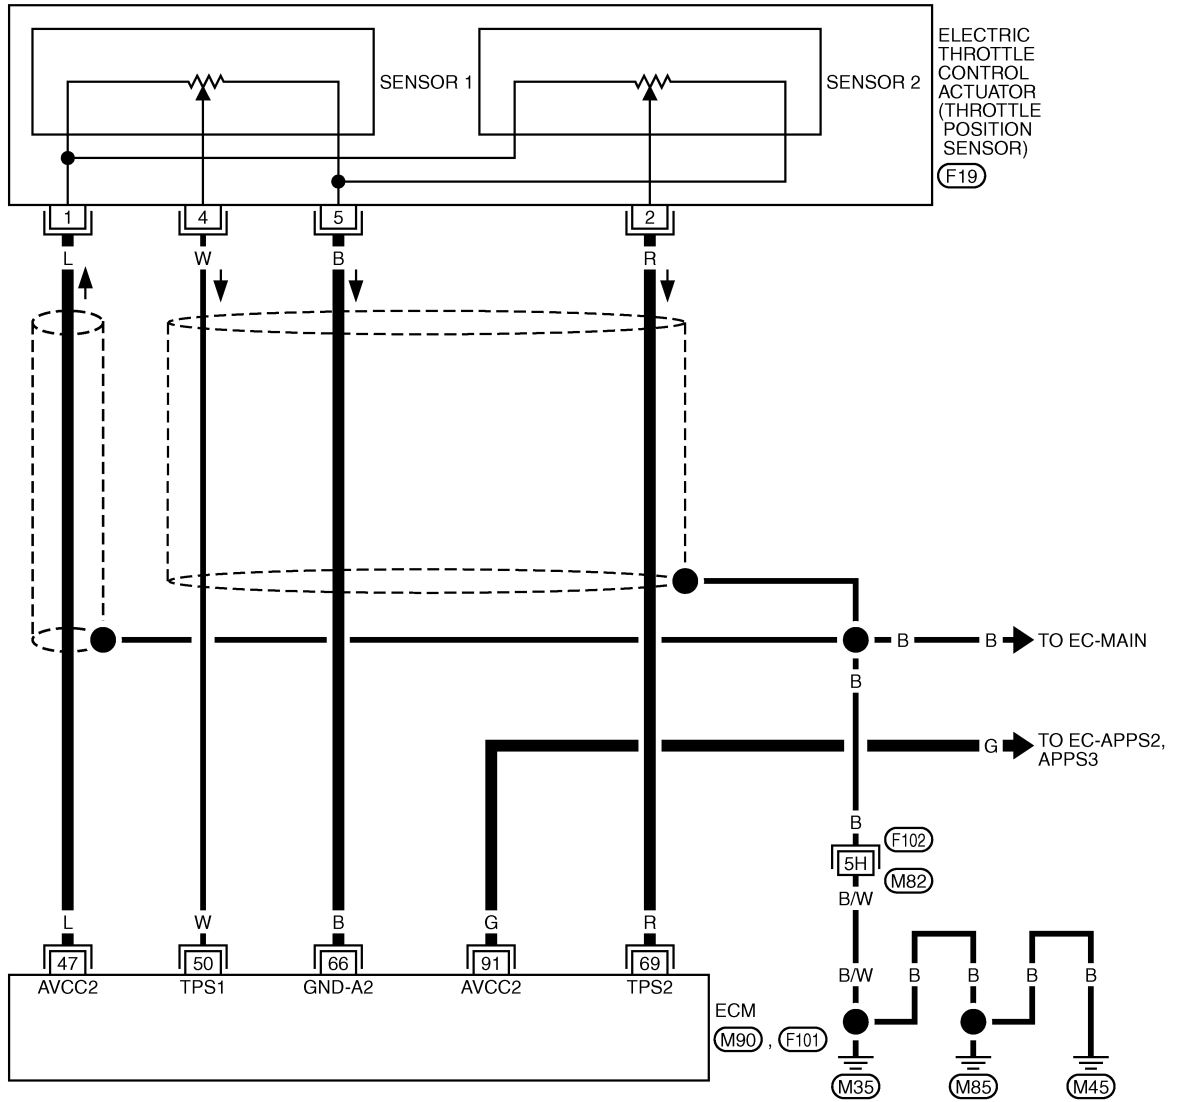 ELECTRIC
THROTTLE
CONTROL
ACTUATOR
(THROTTLE
POSITION
SENSOR)
F19
SENSOR 1
SENSOR 2
1
4
5
2
L
W
B
R
B
B
TO EC-MAIN
B
G
TO EC-APPS2,
APPS3
B
F102
5H
M82
B/W
L
W
B
G
R
47
50
66
91
69
AVCC2
TPS1
GND-A2
AVCC2
TPS2
B/W
B
B
B
B
ECM
M90 , F101
M35
M85
M45